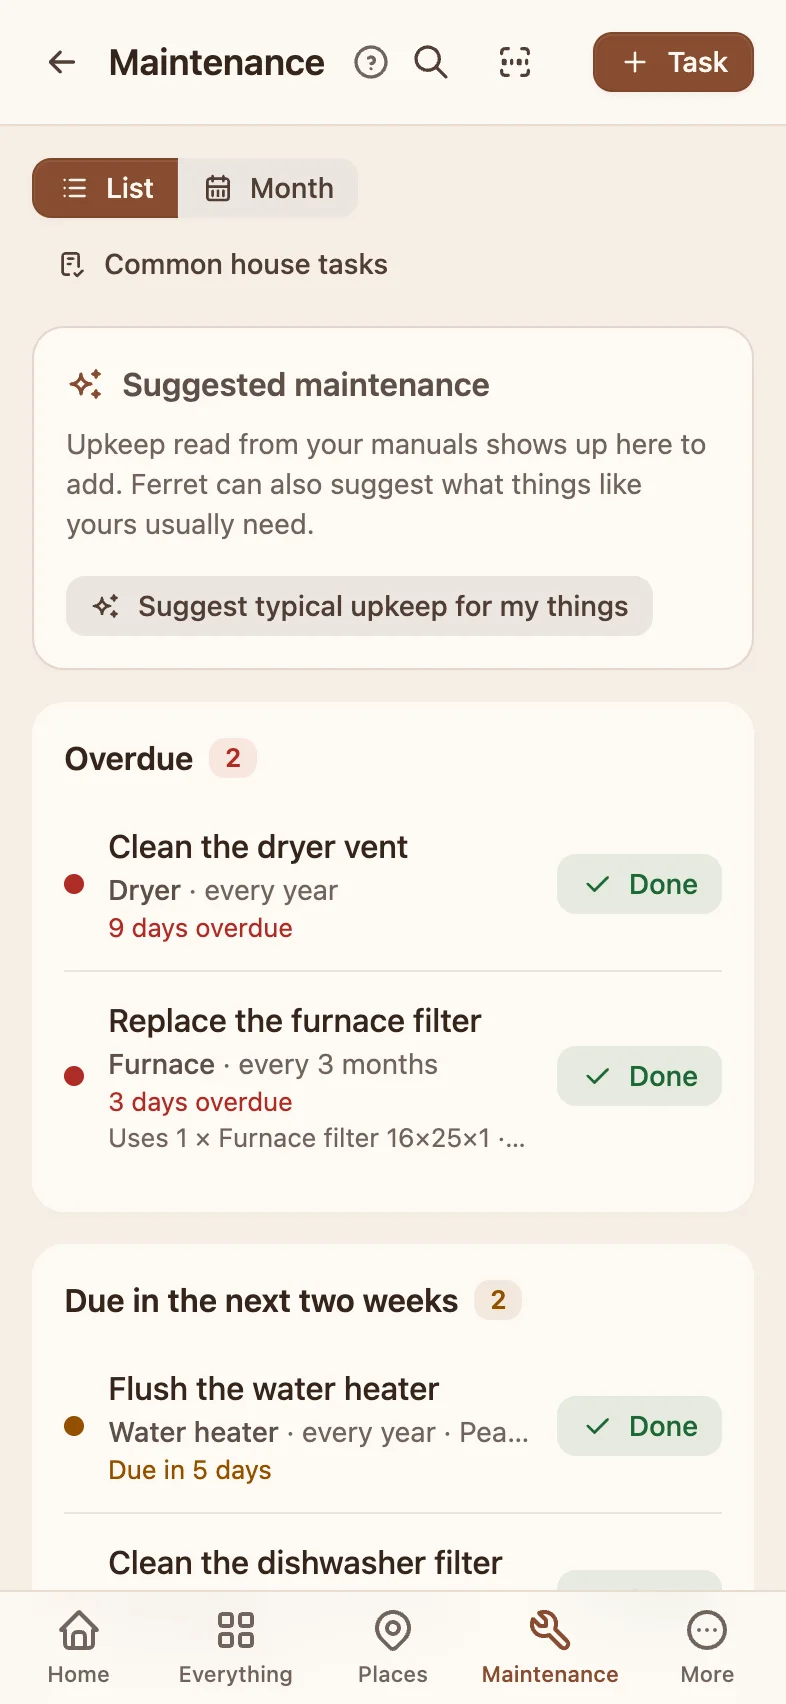 Maintenance
Task
List
Month
Common house tasks
Suggested maintenance
Upkeep read from your manuals shows up here to
add. Ferret can also suggest what things like
yours usually need.
Suggest typical upkeep for my things
Overdue 2
Clean the dryer vent
Dryer · every year
9 days overdue
Done
Replace the furnace filter
Furnace · every 3 months
3 days overdue
Uses 1 × Furnace filter 16×25×1 ·...
Done
Due in the next two weeks 2
Flush the water heater
Water heater · every year · Pea...
Due in 5 days
Done
Clean the dishwasher filter
Home
Everything
Places
Maintenance
More